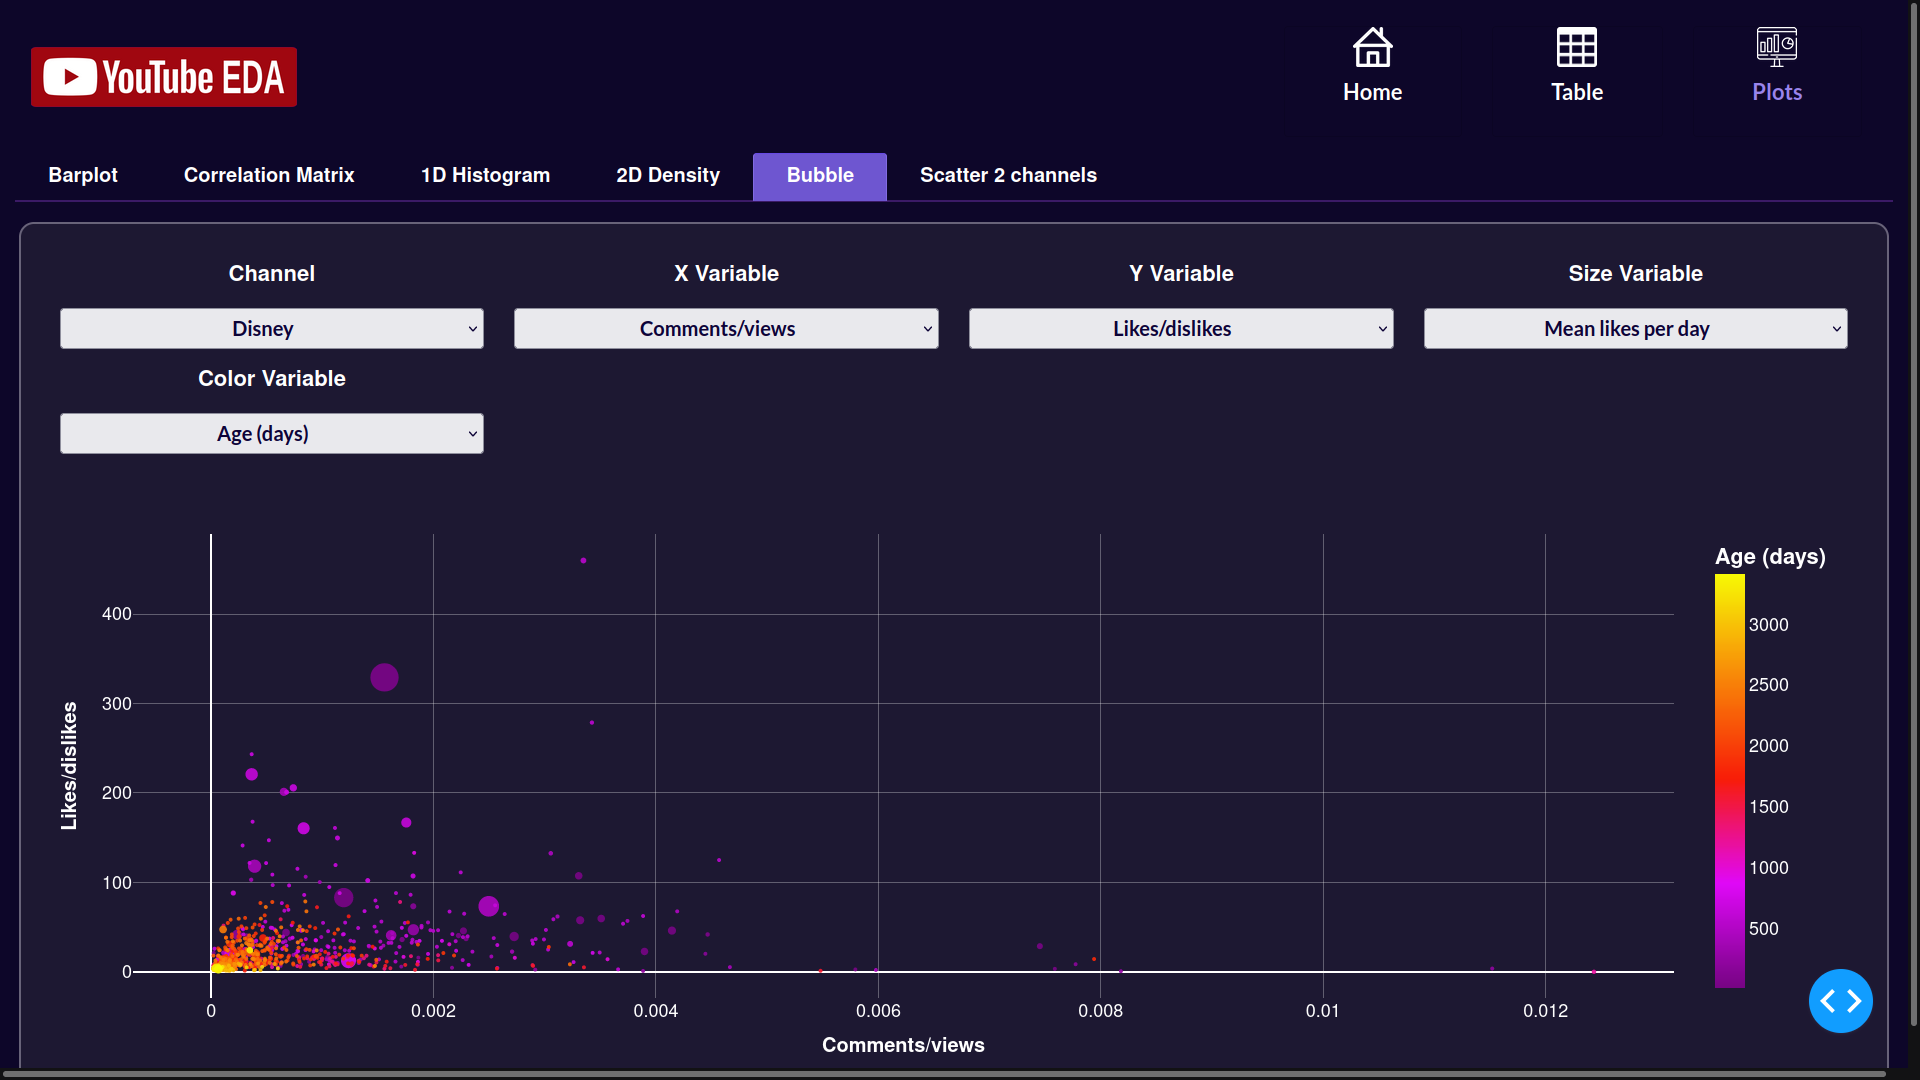 YouTube EDA
Home Table Plots
Barplot Correlation Matrix 1D Histogram 2D Density Bubble Scatter 2 channels
Channel X Variable Y Variable Size Variable
Disney Comments/views Likes/dislikes Mean likes per day
Color Variable
Age (days)
Age (days)
400
300
200
100
0
Likes/dislikes
0 0.002 0.004 0.006 0.008 0.01 0.012
Comments/views
3000
2500
2000
1500
1000
500